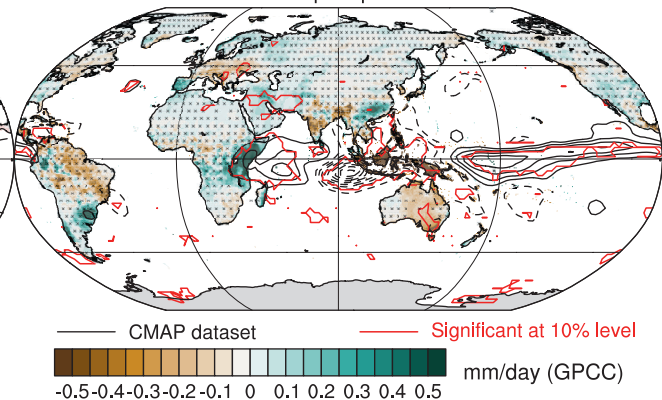 CMAP dataset
Significant at 10% level
-0.5 -0.4 -0.3 -0.2 -0.1 0 0.1 0.2 0.3 0.4 0.5
mm/day (GPCC)